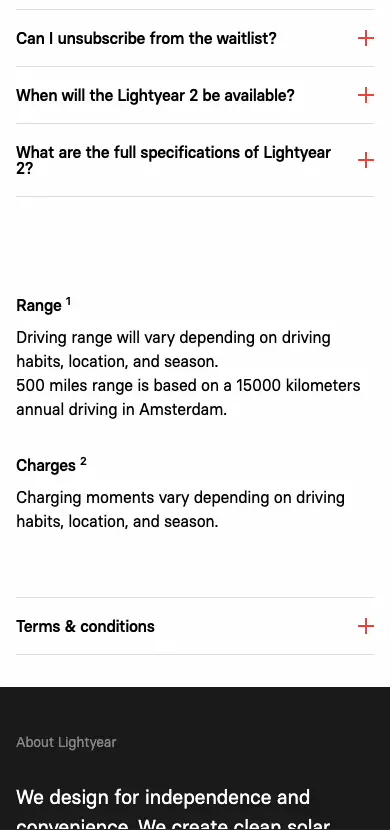 Can I unsubscribe from the waitlist?
When will the Lightyear 2 be available?
What are the full specifications of Lightyear
2?
Range 1
Driving range will vary depending on driving
habits, location, and season.
500 miles range is based on a 15000 kilometers
annual driving in Amsterdam.
Charges 2
Charging moments vary depending on driving
habits, location, and season.
Terms & conditions
About Lightyear
We design for independence and
convenience. We create clean solar